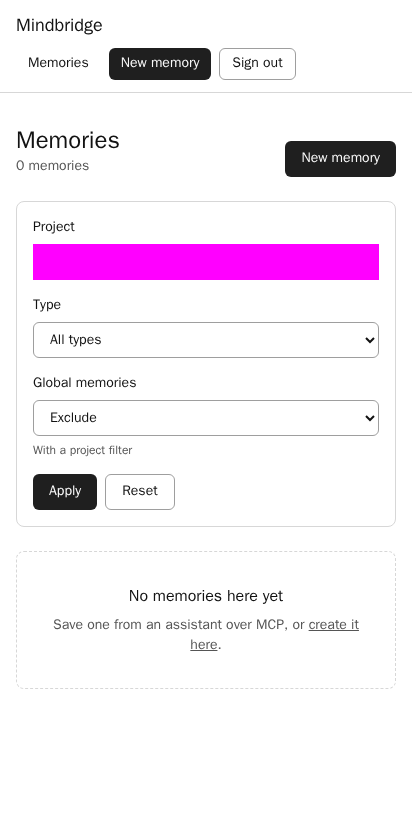 Mindbridge
Memories New memory Sign out
Memories
0 memories
New memory
Project
Type
All types
Global memories
Exclude
With a project filter
Apply Reset
No memories here yet
Save one from an assistant over MCP, or create it
here.